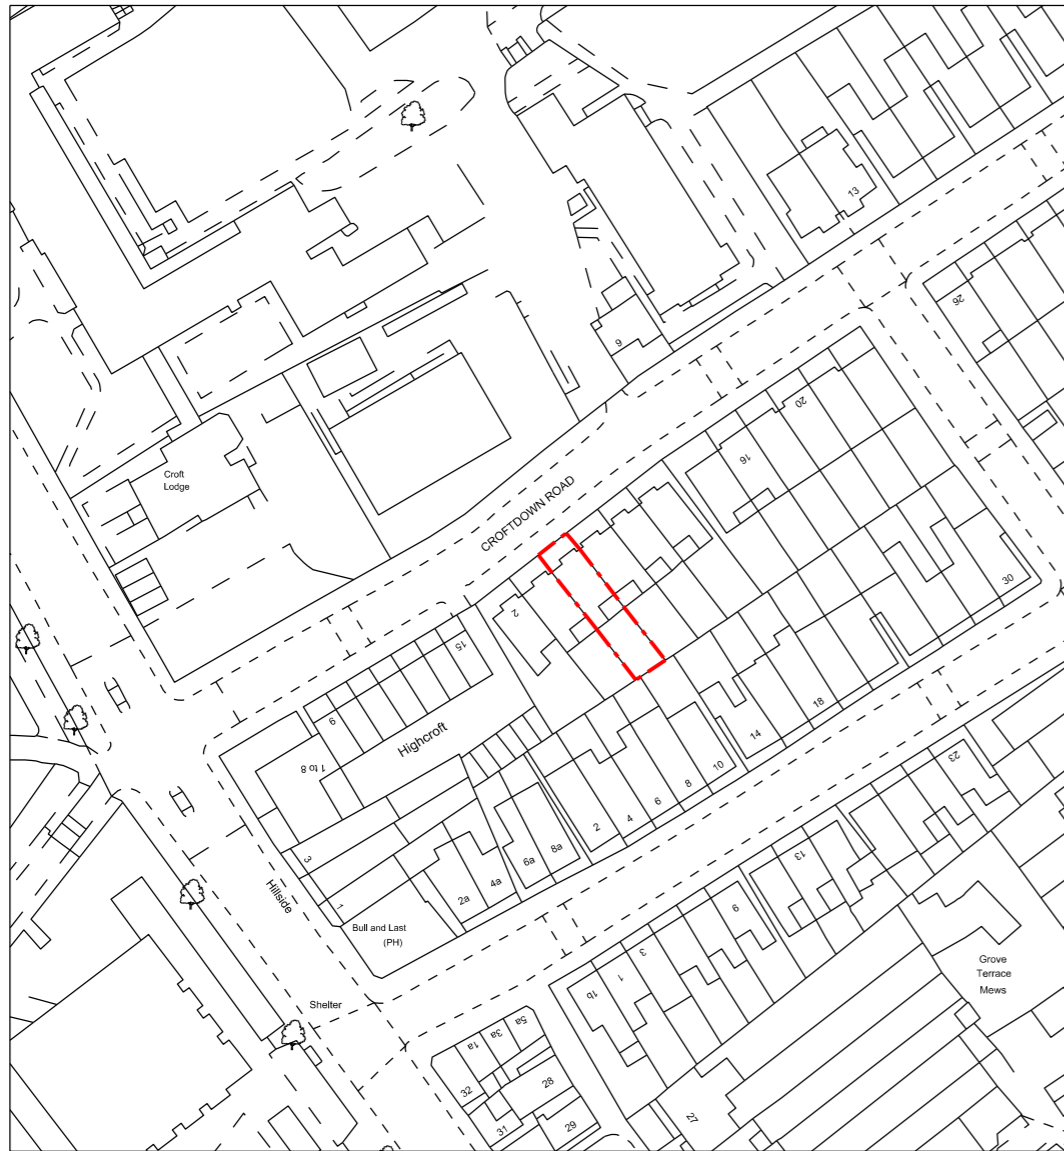 13
26
9
20
16
Croft
Lodge
CROFTDOWN ROAD
30
2
15
9
Highcroft
1 to 8
18
14
10
8
6
4
2
8a
6a
4a
2a
3
1
Hillside
Bull and Last
(PH)
23
13
9
3
1
1b
Grove
Terrace
Mews
Shelter
5a
3a
1a
32
28
31
29
27